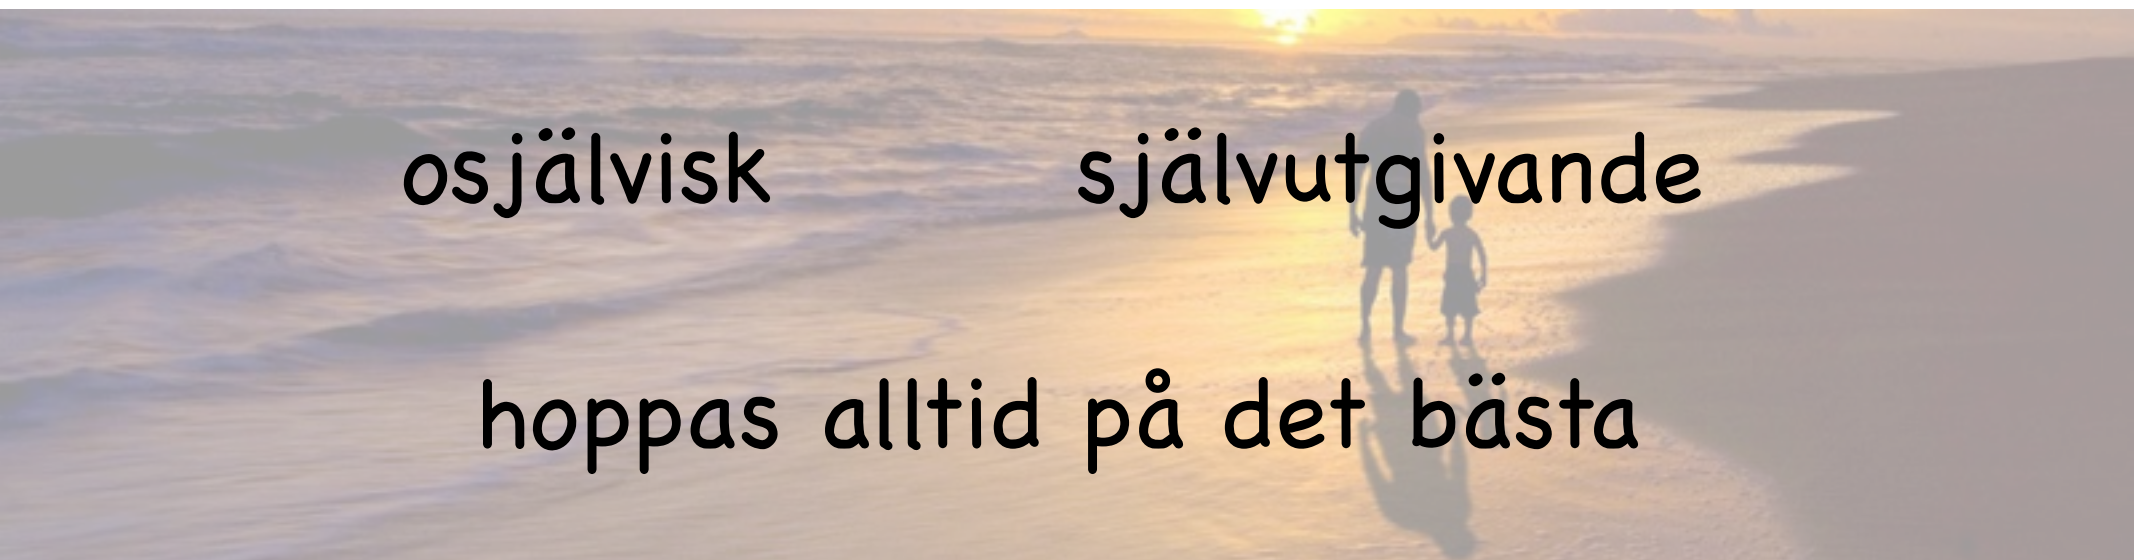 osjälvisk självutgivande
hoppas alltid på det bästa